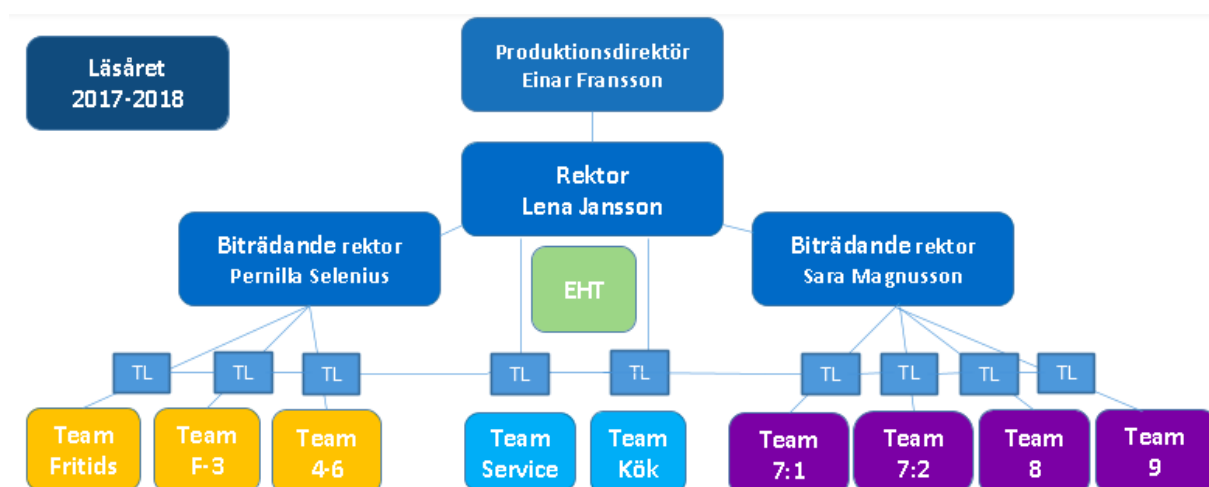 Läsåret
2017-2018
Produktionsdirektör
Einar Fransson
Rektor
Lena Jansson
Biträdande rektor
Pernilla Selenius
EHT
Biträdande rektor
Sara Magnusson
TL
TL
TL
TL
TL
TL
TL
TL
TL
Team
Fritids
Team
F-3
Team
4-6
Team
Service
Team
Kök
Team
7:1
Team
7:2
Team
8
Team
9